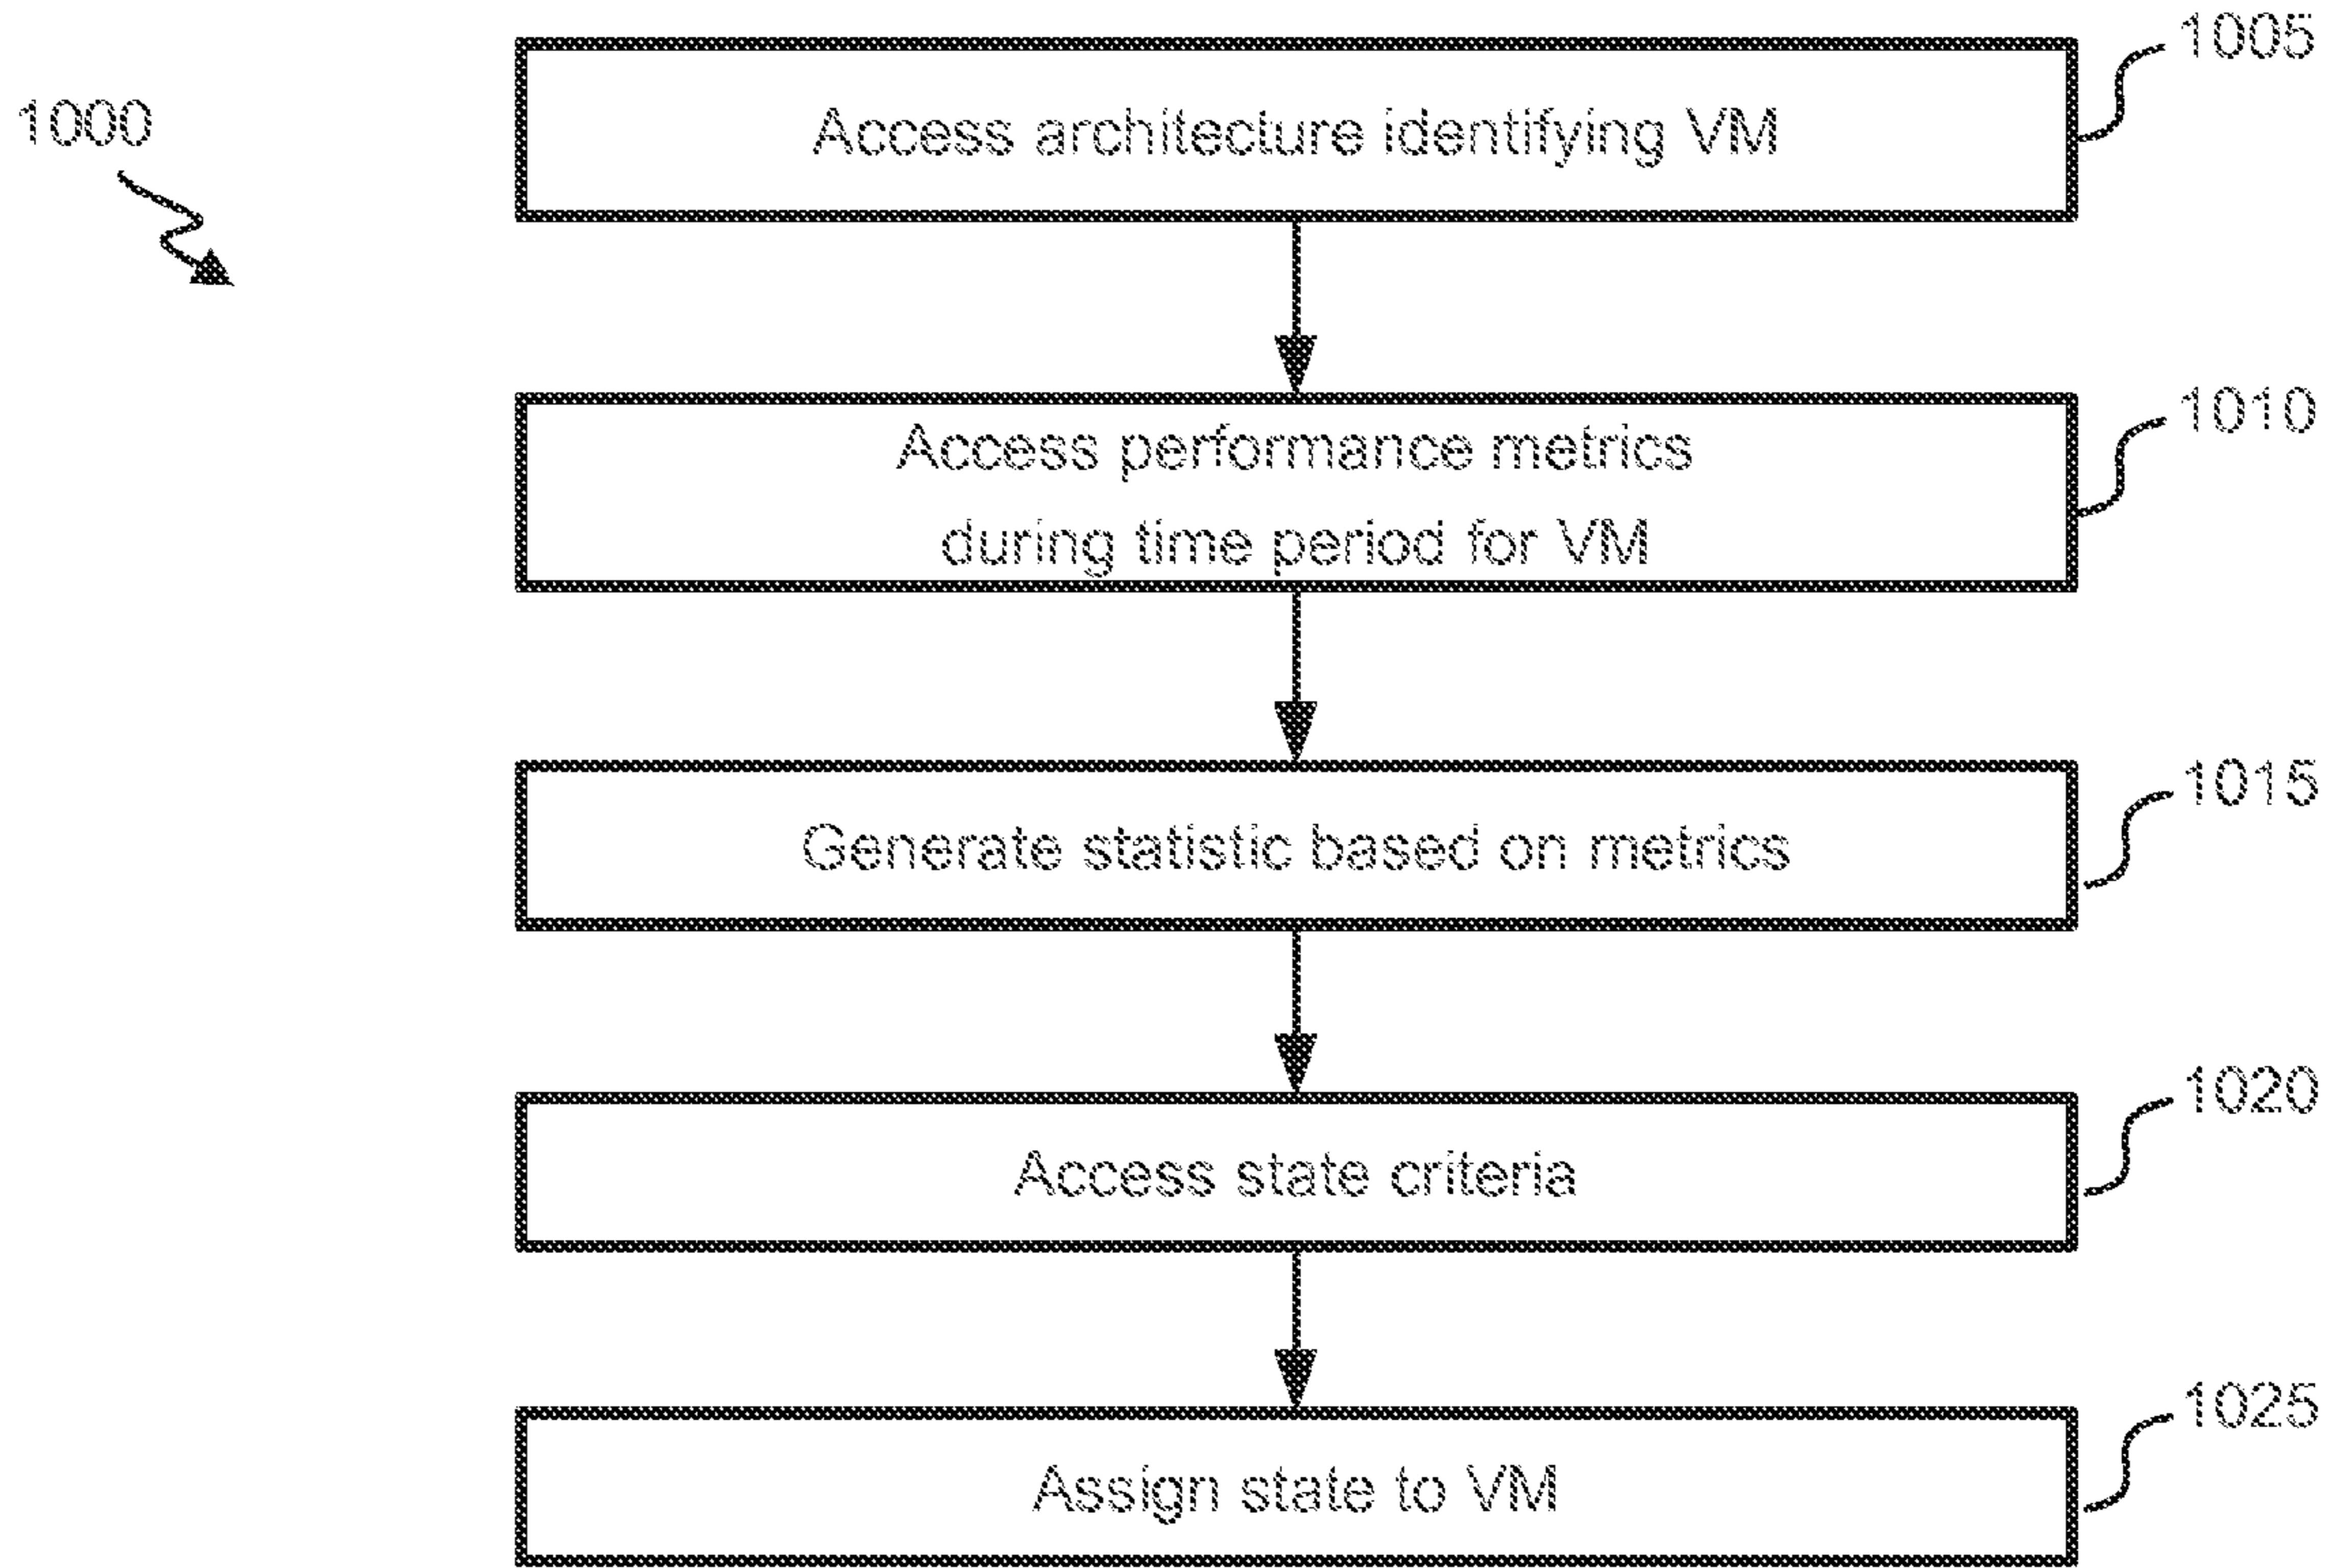 1000
1005
Access architecture identifying VM
1010
Access performance metrics
during time period for VM
1015
Generate statistic based on metrics
1020
Access state criteria
1025
Assign state to VM